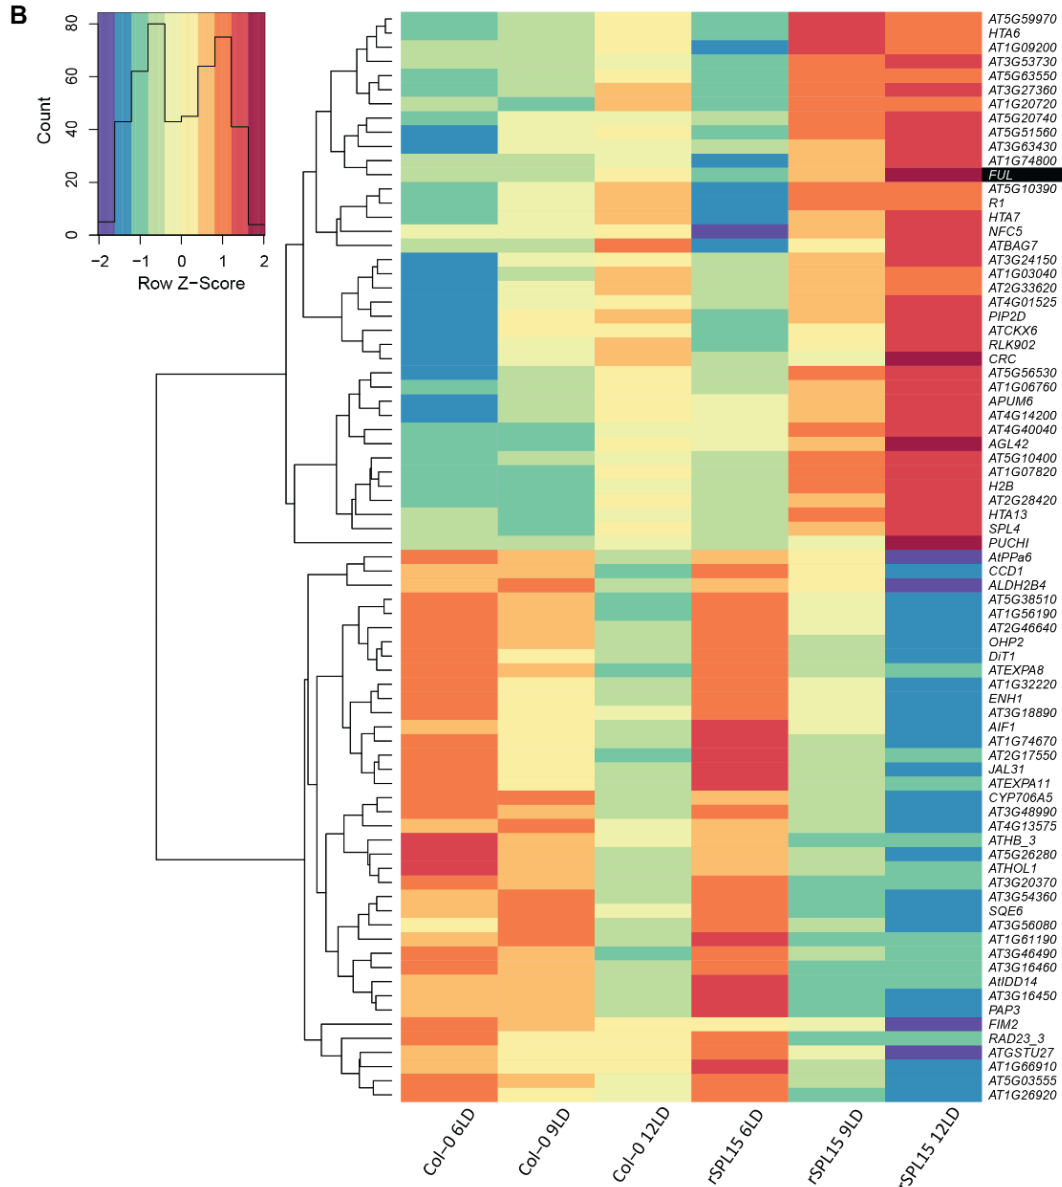 B
80
60
40
20
0
Count
−2
−1
0
1
2
Row Z−Score
AT5G59970
HTA6
AT1G09200
AT3G53730
AT5G63550
AT3G27360
AT1G20720
AT5G20740
AT5G51560
AT3G63430
AT1G74800
FUL
AT5G10390
R1
HTA7
NFC5
ATBAG7
AT3G24150
AT1G03040
AT2G33620
AT4G01525
PIP2D
ATCKX6
RLK902
CRC
AT5G56530
AT1G06760
APUM6
AT4G14200
AT4G40040
AGL42
AT5G10400
AT1G07820
H2B
AT2G28420
HTA13
SPL4
PUCHI
AtPPa6
CCD1
ALDH2B4
AT5G38510
AT1G56190
AT2G46640
OHP2
DiT1
ATEXPA8
AT1G32220
ENH1
AT3G18890
AIF1
AT1G74670
AT2G17550
JAL31
ATEXPA11
CYP706A5
AT3G48990
AT4G13575
ATHB_3
AT5G26280
ATHOL1
AT3G20370
AT3G54360
SQE6
AT3G56080
AT1G61190
AT3G46490
AT3G16460
AtIDD14
AT3G16450
PAP3
FIM2
RAD23_3
ATGSTU27
AT1G66910
AT5G03555
AT1G26920
Col−0 6LD
Col−0 9LD
Col−0 12LD
rSPL15 6LD
rSPL15 9LD
rSPL15 12LD